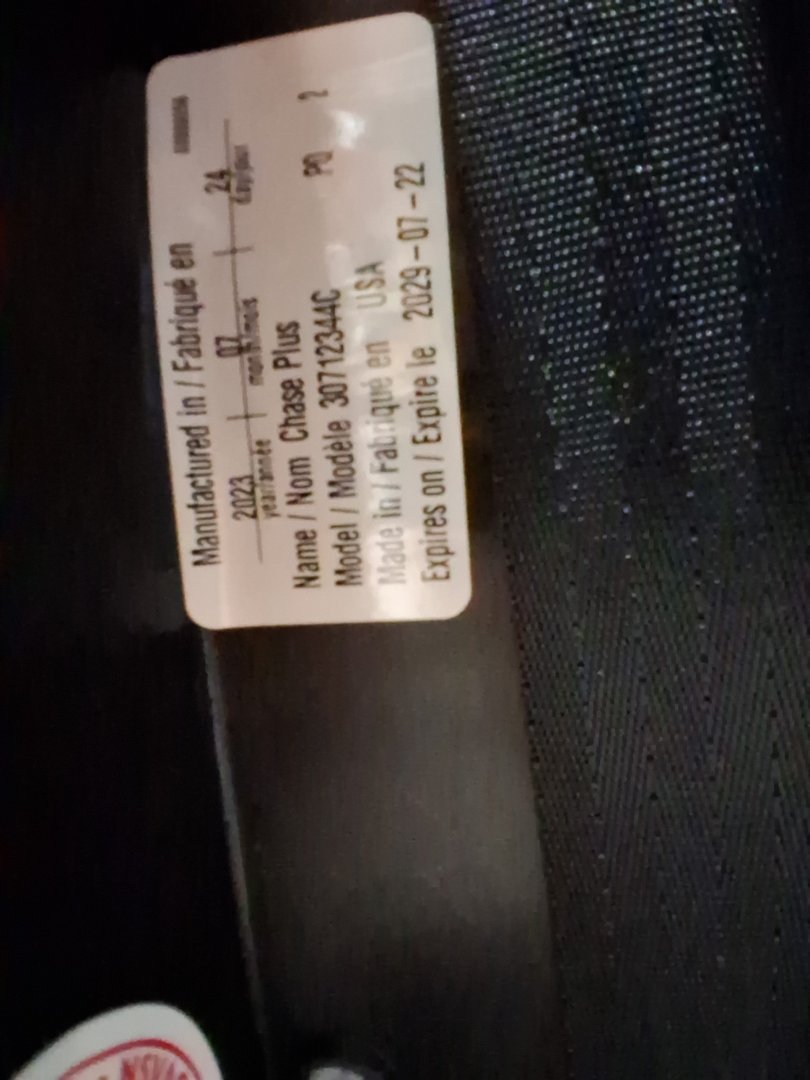 Manufactured in / Fabriqué en
2023 | 07 | 24
year/année month/mois day/jour
Name / Nom Chase Plus
Model / Modèle 30712344C PQ 2
Made in / Fabriqué en USA
Expires on / Expire le 2029-07-22